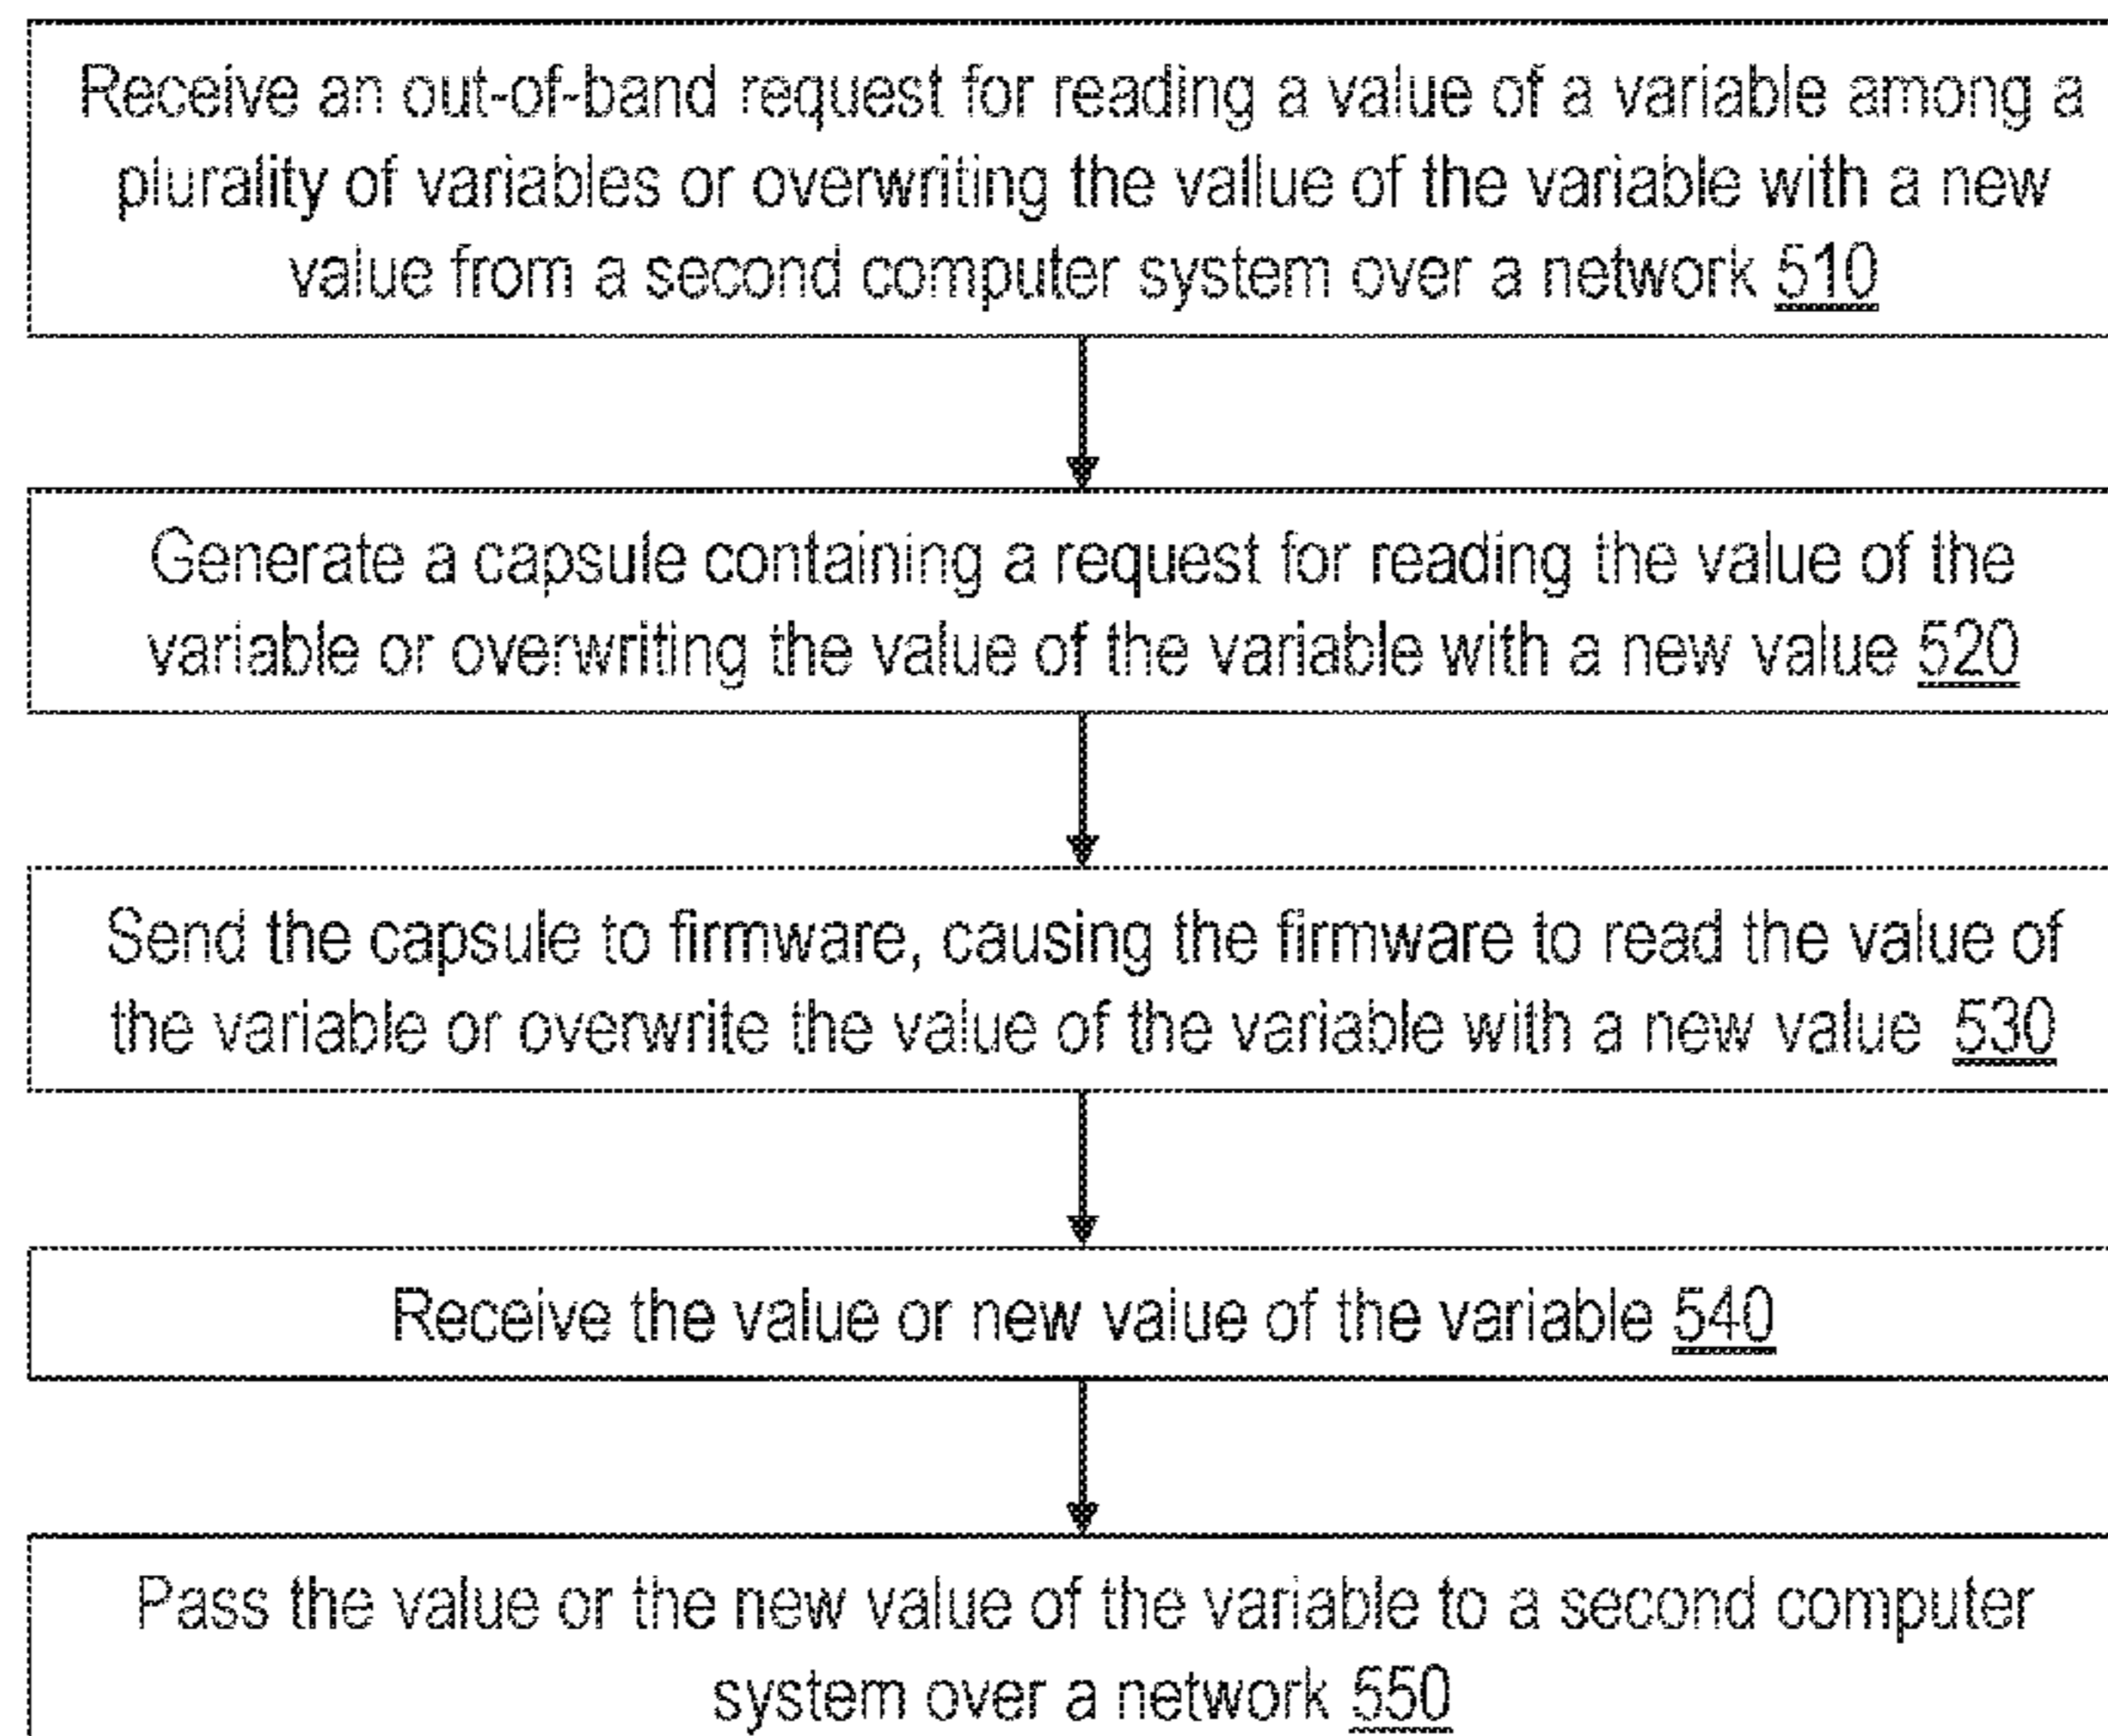 Receive an out-of-band request for reading a value of a variable among a
plurality of variables or overwriting the vallue of the variable with a new
value from a second computer system over a network 510
Generate a capsule containing a request for reading the value of the
variable or overwriting the value of the variable with a new value 520
Send the capsule to firmware, causing the firmware to read the value of
the variable or overwrite the value of the variable with a new value 530
Receive the value or new value of the variable 540
Pass the value or the new value of the variable to a second computer
system over a network 550